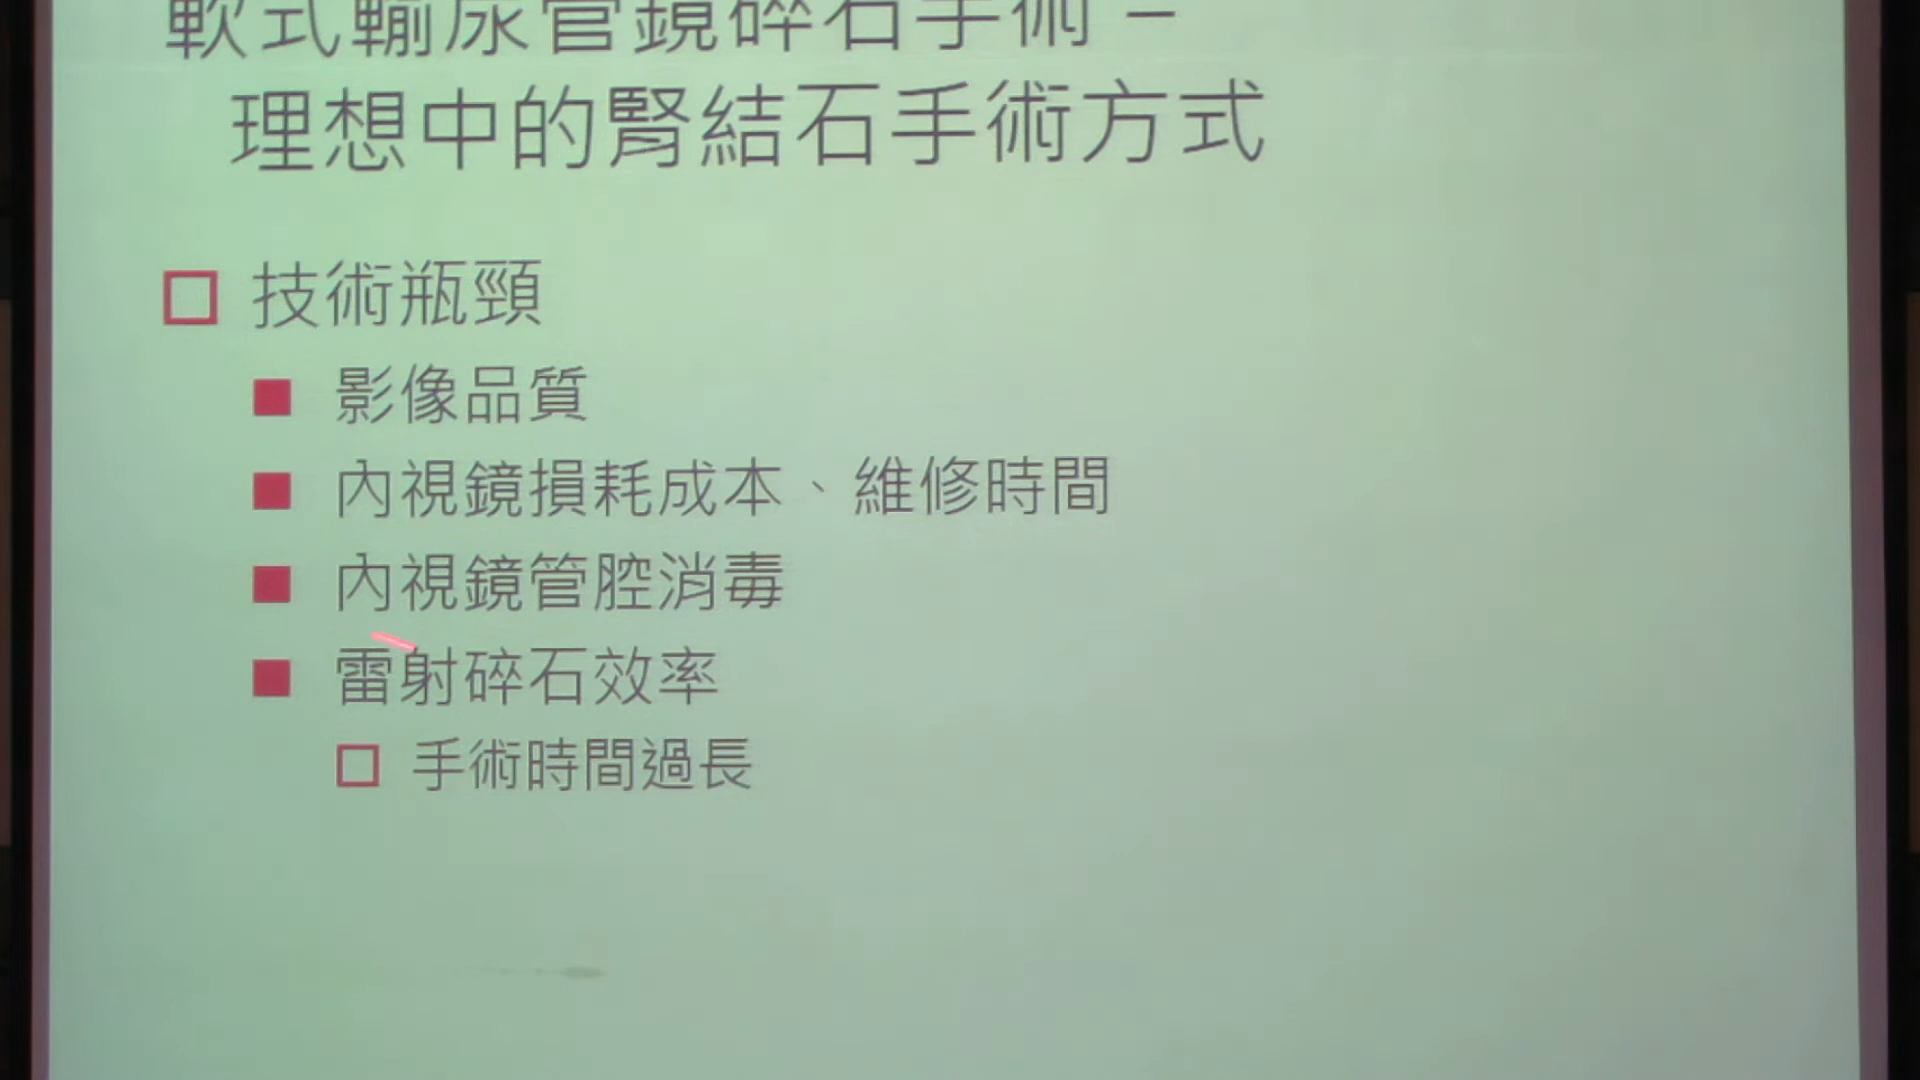 軟式輸尿管鏡碎石手術 –
理想中的腎結石手術方式
技術瓶頸
影像品質
內視鏡損耗成本、維修時間
內視鏡管腔消毒
雷射碎石效率
手術時間過長